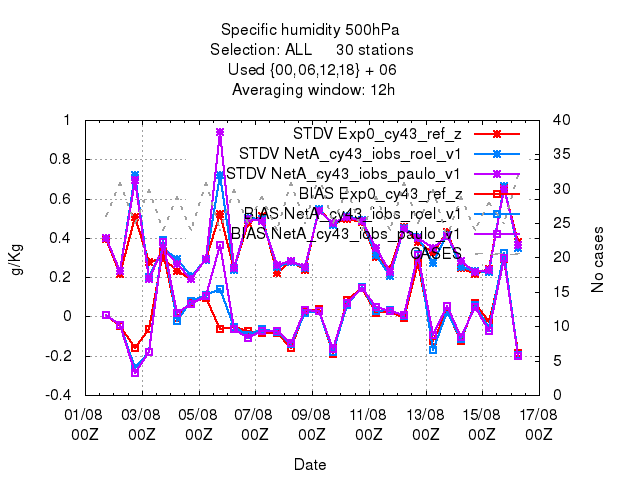 Specific humidity 500hPa
Selection: ALL 30 stations
Used {00,06,12,18} + 06
Averaging window: 12h
1
0.8
0.6
0.4
0.2
0
-0.2
-0.4
g/Kg
40
35
30
25
20
15
10
5
0
No cases
STDV Exp0_cy43_ref_z
STDV NetA_cy43_iobs_roel_v1
STDV NetA_cy43_iobs_paulo_v1
BIAS Exp0_cy43_ref_z
BIAS NetA_cy43_iobs_roel_v1
BIAS NetA_cy43_iobs_paulo_v1
CASES
01/08 03/08 05/08 07/08 09/08 11/08 13/08 15/08 17/08
00Z 00Z 00Z 00Z 00Z 00Z 00Z 00Z 00Z
Date